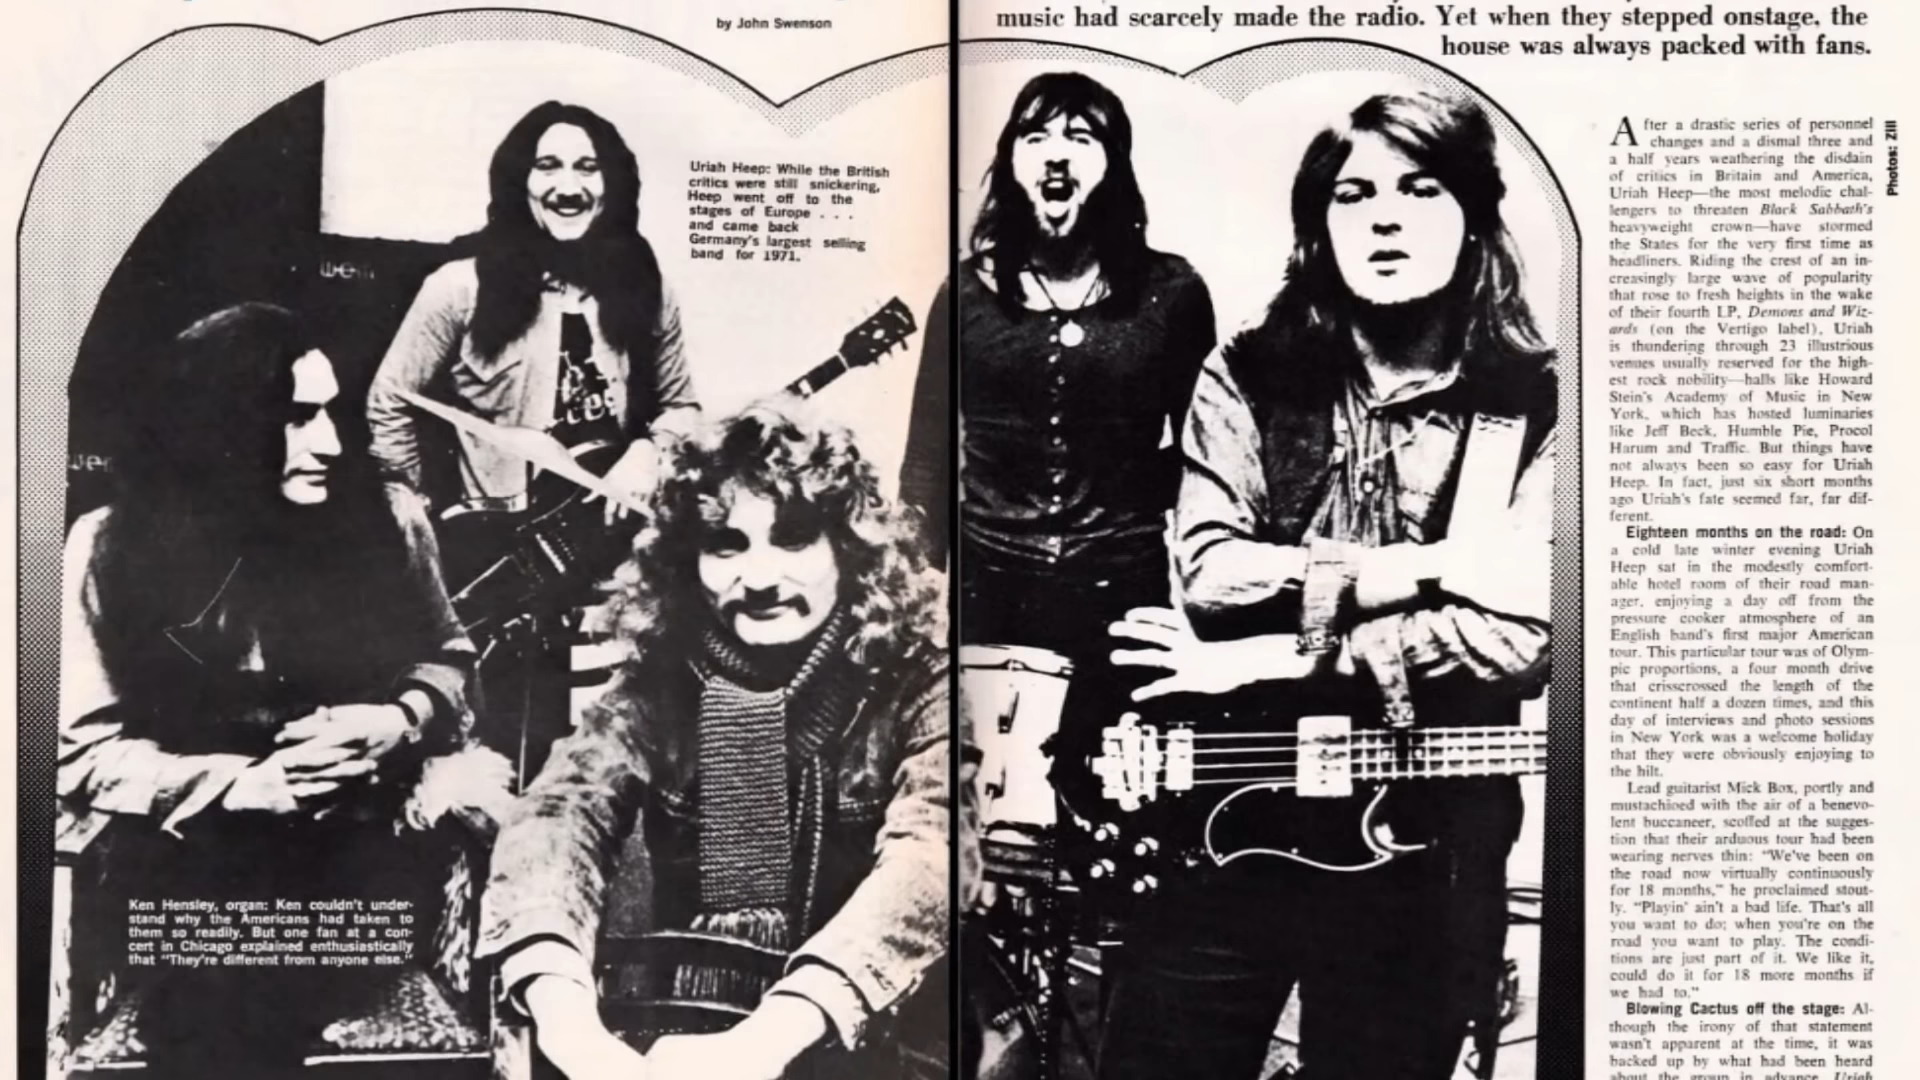 by John Swenson
music had scarcely made the radio. Yet when they stepped onstage, the
house was always packed with fans.
Uriah Heep: While the British
critics were still snickering,
Heep went off to the
stages of Europe . . .
and came back
Germany's largest selling
band for 1971.
wem
wem
Ken Hensley, organ: Ken couldn't under-
stand why the Americans had taken to
them so readily. But one fan at a con-
cert in Chicago explained enthusiastically
that "They're different from anyone else."
Photos: Zill
After a drastic series of personnel
changes and a dismal three and
a half years weathering the disdain
of critics in Britain and America,
Uriah Heep—the most melodic chal-
lengers to threaten Black Sabbath's
heavyweight crown—have stormed
the States for the very first time as
headliners. Riding the crest of an in-
creasingly large wave of popularity
that rose to fresh heights in the wake
of their fourth LP, Demons and Wiz-
ards (on the Vertigo label), Uriah
is thundering through 23 illustrious
venues usually reserved for the high-
est rock nobility—halls like Howard
Stein's Academy of Music in New
York, which has hosted luminaries
like Jeff Beck, Humble Pie, Procol
Harum and Traffic. But things have
not always been so easy for Uriah
Heep. In fact, just six short months
ago Uriah's fate seemed far, far dif-
ferent.
Eighteen months on the road: On
a cold late winter evening Uriah
Heep sat in the modestly comfort-
able hotel room of their road man-
ager, enjoying a day off from the
pressure cooker atmosphere of an
English band's first major American
tour. This particular tour was of Olym-
pic proportions, a four month drive
that crisscrossed the length of the
continent half a dozen times, and this
day of interviews and photo sessions
in New York was a welcome holiday
that they were obviously enjoying to
the hilt.
Lead guitarist Mick Box, portly and
mustachioed with the air of a benevo-
lent buccaneer, scoffed at the sugges-
tion that their arduous tour had been
wearing nerves thin: "We've been on
the road now virtually continuously
for 18 months," he proclaimed stout-
ly. "Playin' ain't a bad life. That's all
you want to do; when you're on the
road you want to play. The condi-
tions are just part of it. We like it,
could do it for 18 more months if
we had to."
Blowing Cactus off the stage: Al-
though the irony of that statement
wasn't apparent at the time, it was
backed up by what had been heard
about the group in advance. Uriah